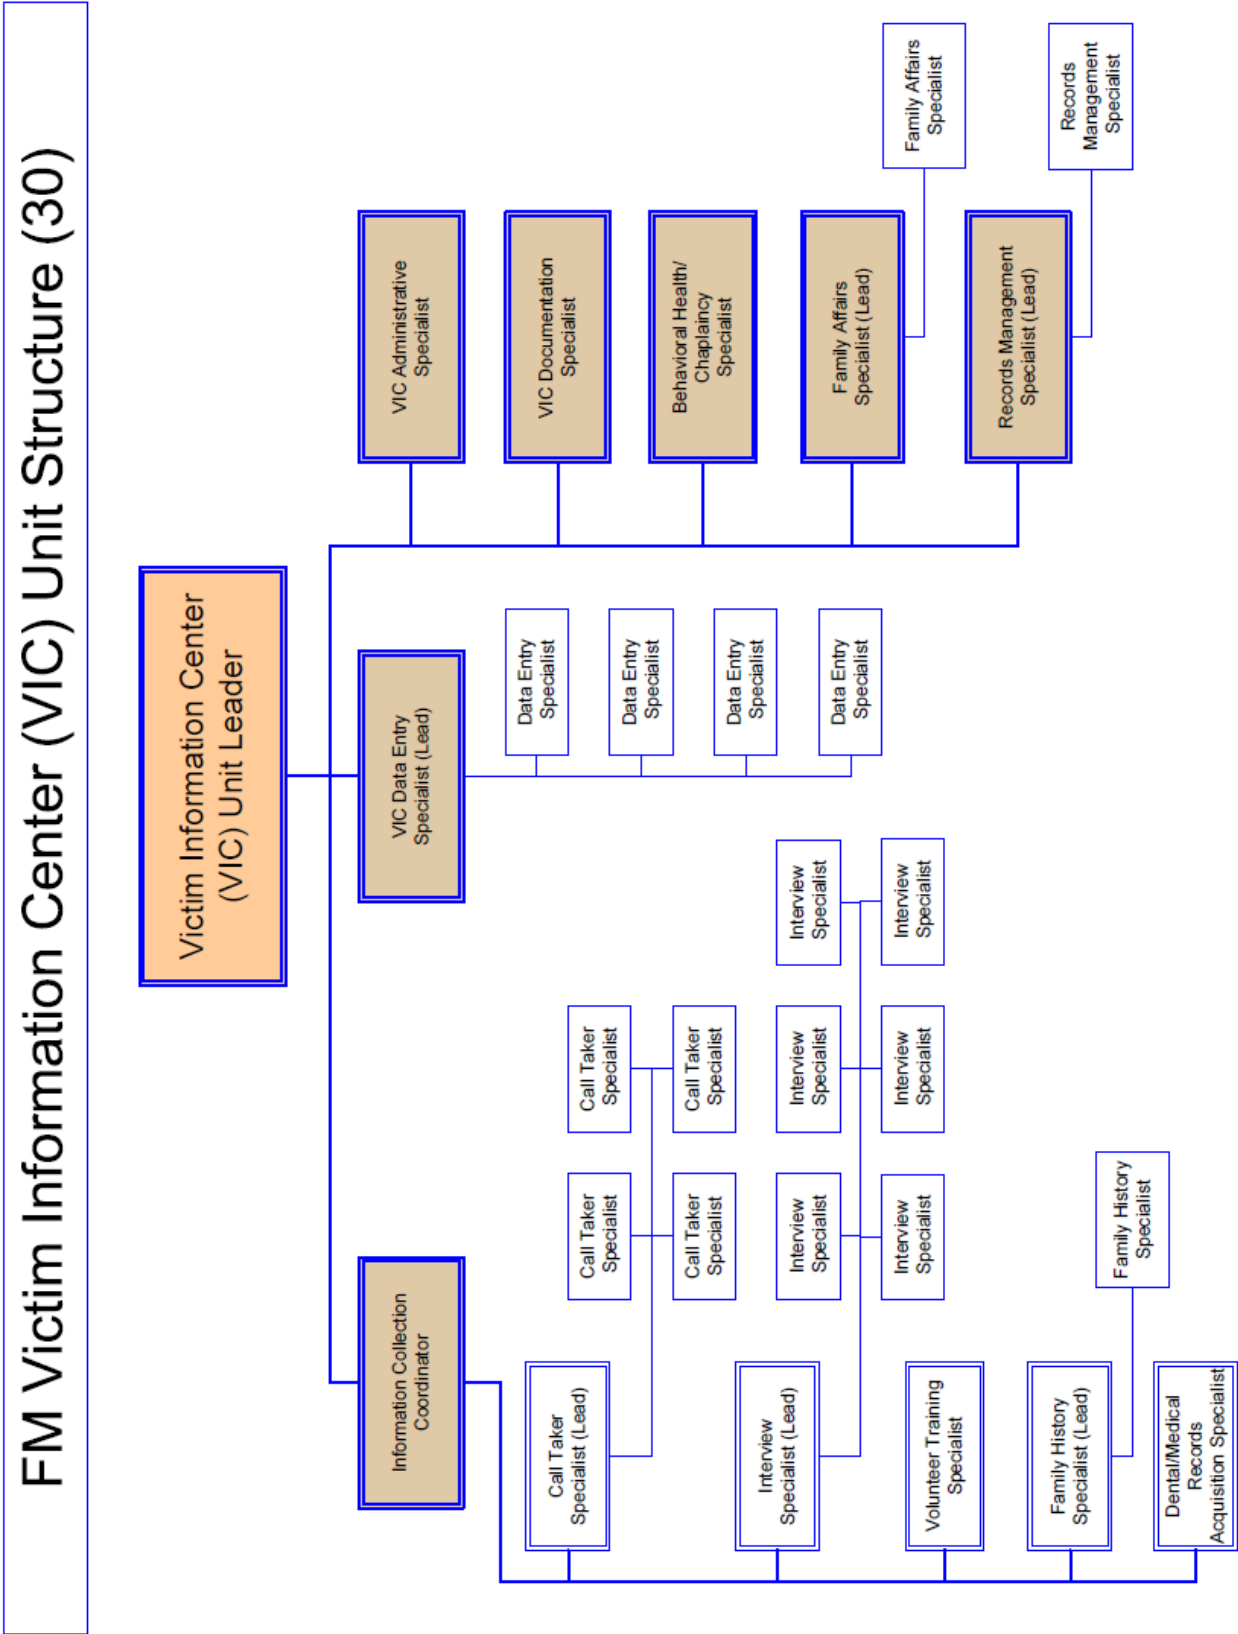 FM Victim Information Center (VIC) Unit Structure (30)
Victim Information Center
(VIC) Unit Leader
Information Collection
Coordinator
VIC Data Entry
Specialist (Lead)
VIC Administrative
Specialist
VIC Documentation
Specialist
Behavioral Health/
Chaplaincy
Specialist
Family Affairs
Specialist (Lead)
Family Affairs
Specialist
Records Management
Specialist (Lead)
Records
Management
Specialist
Data Entry
Specialist
Data Entry
Specialist
Data Entry
Specialist
Data Entry
Specialist
Call Taker
Specialist (Lead)
Call Taker
Specialist
Call Taker
Specialist
Call Taker
Specialist
Call Taker
Specialist
Interview
Specialist (Lead)
Interview
Specialist
Interview
Specialist
Interview
Specialist
Interview
Specialist
Interview
Specialist
Interview
Specialist
Volunteer Training
Specialist
Family History
Specialist (Lead)
Family History
Specialist
Dental/Medical
Records
Acquisition Specialist